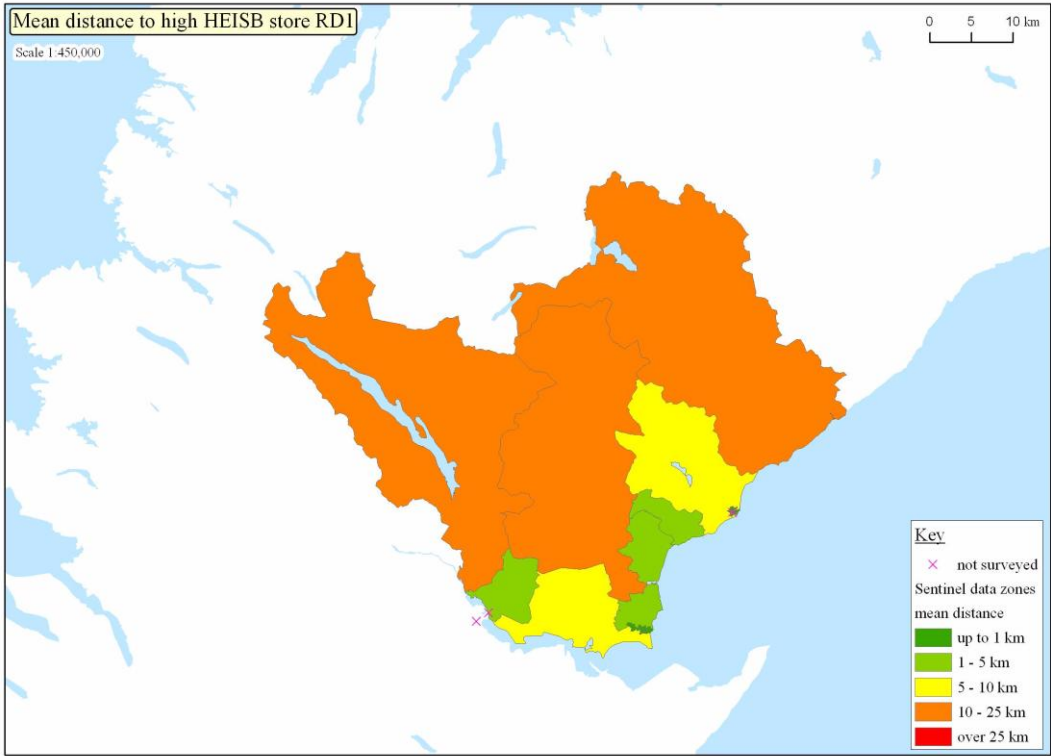 Mean distance to high HEISB store RD1
Scale 1:450,000
0 5 10 km
Key
not surveyed
Sentinel data zones
mean distance
up to 1 km
1 - 5 km
5 - 10 km
10 - 25 km
over 25 km